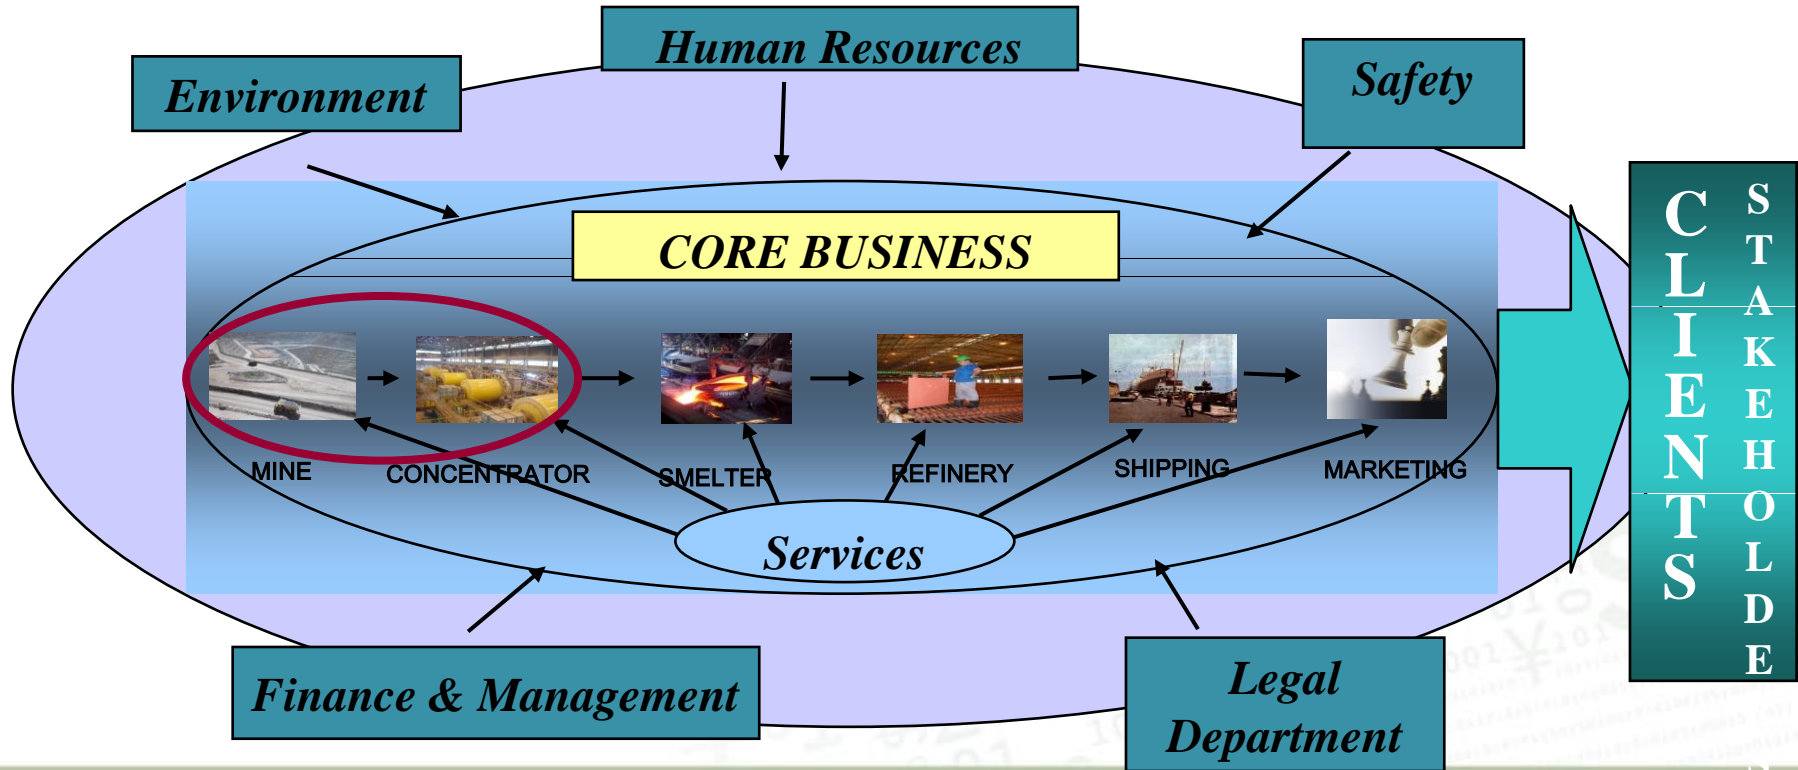 Human Resources
Environment
Safety
CORE BUSINESS
MINE
CONCENTRATOR
SMELTER
REFINERY
SHIPPING
MARKETING
Services
Finance & Management
Legal
Department
CLIENTS
STAKEHOLDE